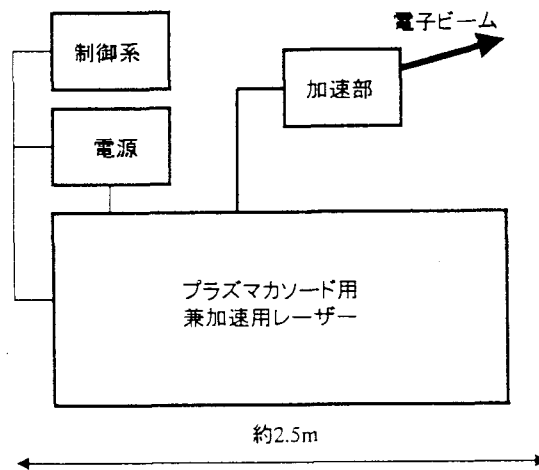 電子ビーム
制御系
加速部
電源
プラズマカソード用
兼加速用レーザー
約2.5m